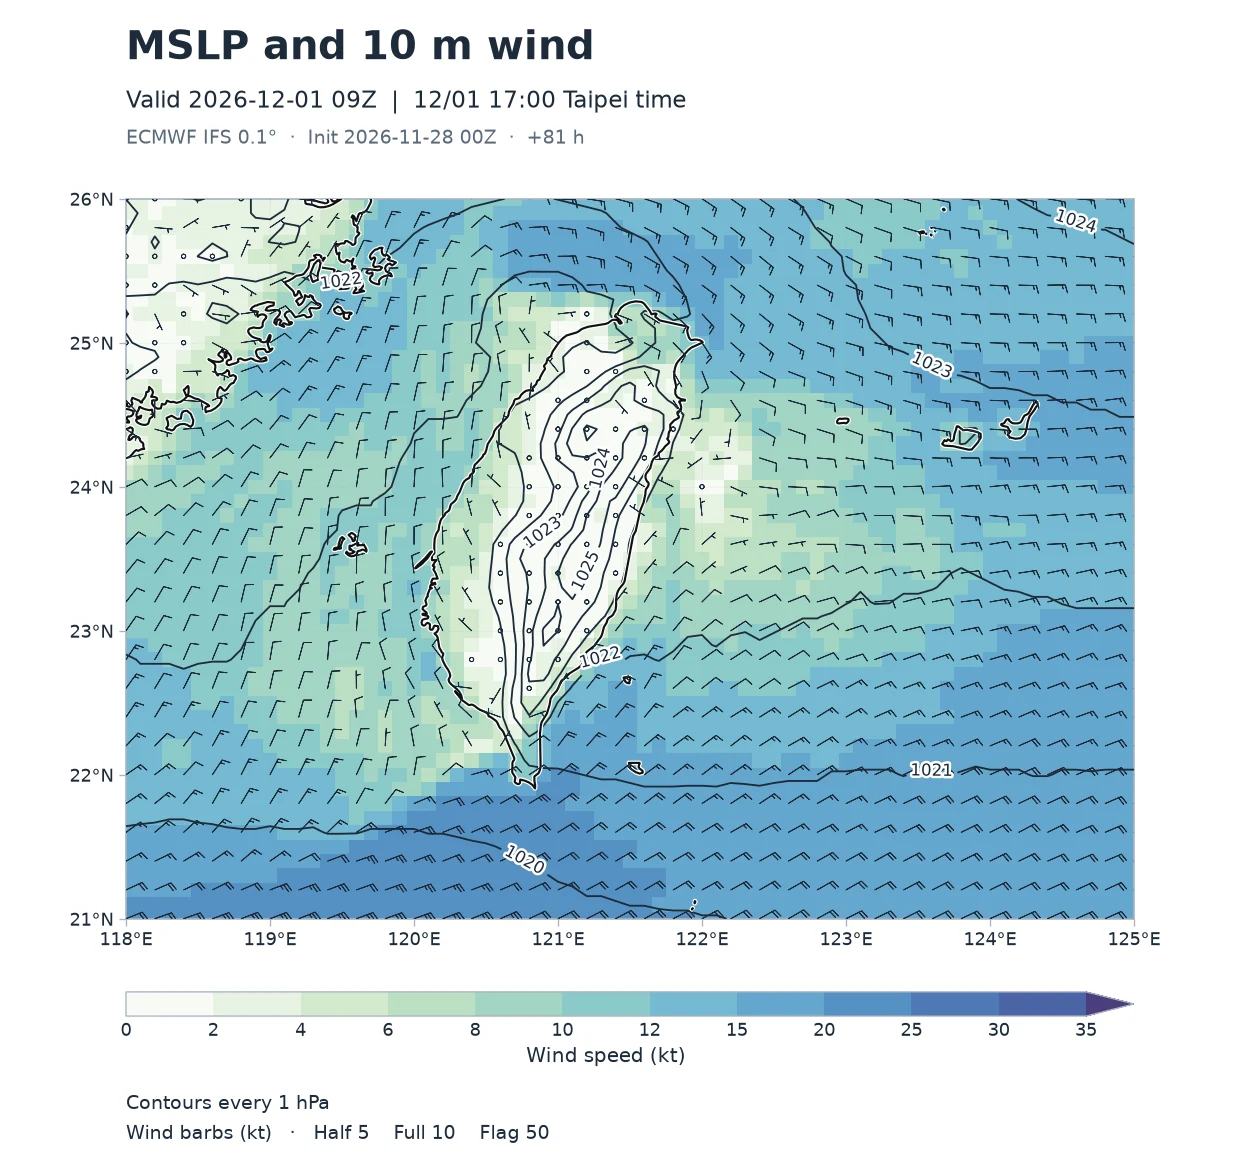 MSLP and 10 m wind
Valid 2026-12-01 09Z | 12/01 17:00 Taipei time
ECMWF IFS 0.1° · Init 2026-11-28 00Z · +81 h
26°N
1024
1022
25°N
1023
1024
24°N
1023
1025
23°N
1022
22°N
1021
1020
21°N
118°E 119°E 120°E 121°E 122°E 123°E 124°E 125°E
0 2 4 6 8 10 12 15 20 25 30 35
Wind speed (kt)
Contours every 1 hPa
Wind barbs (kt) · Half 5 Full 10 Flag 50